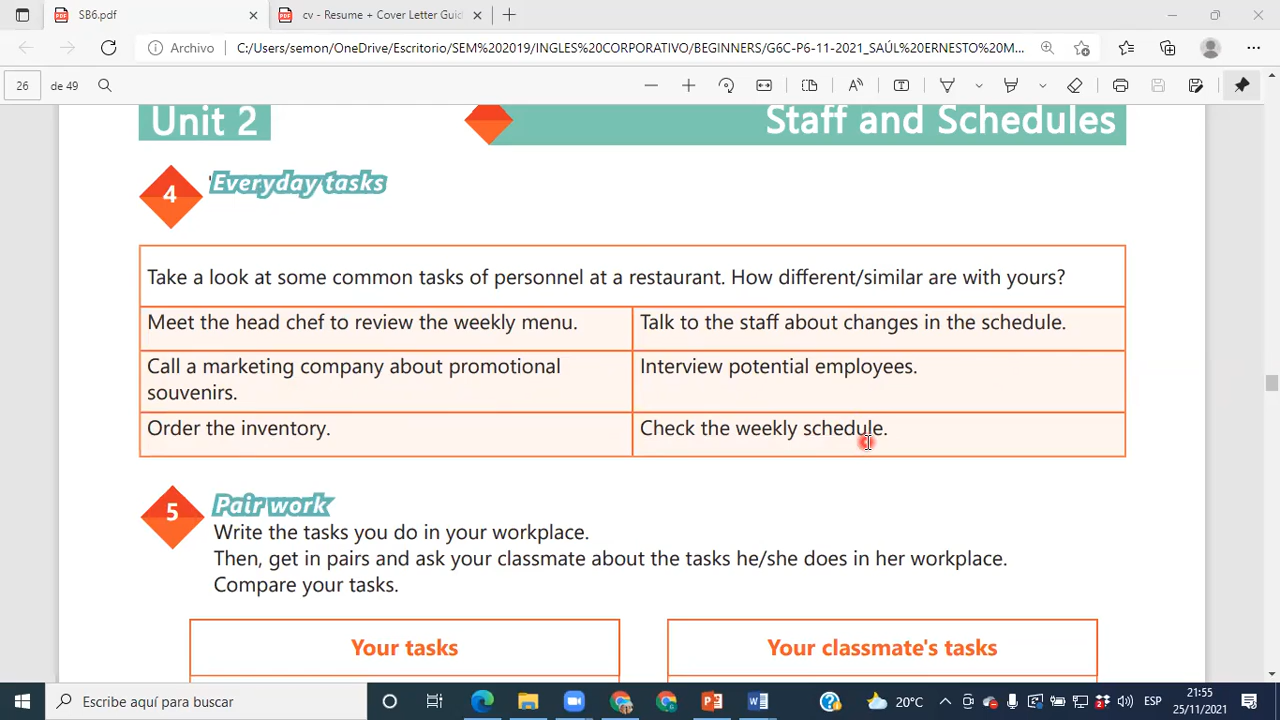 SB6.pdf
cv - Resume + Cover Letter Guid
Archivo
C:/Users/semon/OneDrive/Escritorio/SEM%202019/INGLES%20CORPORATIVO/BEGINNERS/G6C-P6-11-2021_SAÚL%20ERNESTO%20M...
26 de 49
Unit 2
Staff and Schedules
4
Everyday tasks
Take a look at some common tasks of personnel at a restaurant. How different/similar are with yours?
Meet the head chef to review the weekly menu.
Talk to the staff about changes in the schedule.
Call a marketing company about promotional
souvenirs.
Interview potential employees.
Order the inventory.
Check the weekly schedule.
5
Pair work
Write the tasks you do in your workplace.
Then, get in pairs and ask your classmate about the tasks he/she does in her workplace.
Compare your tasks.
Your tasks
Your classmate's tasks
Escribe aquí para buscar
20°C
ESP
21:55
25/11/2021